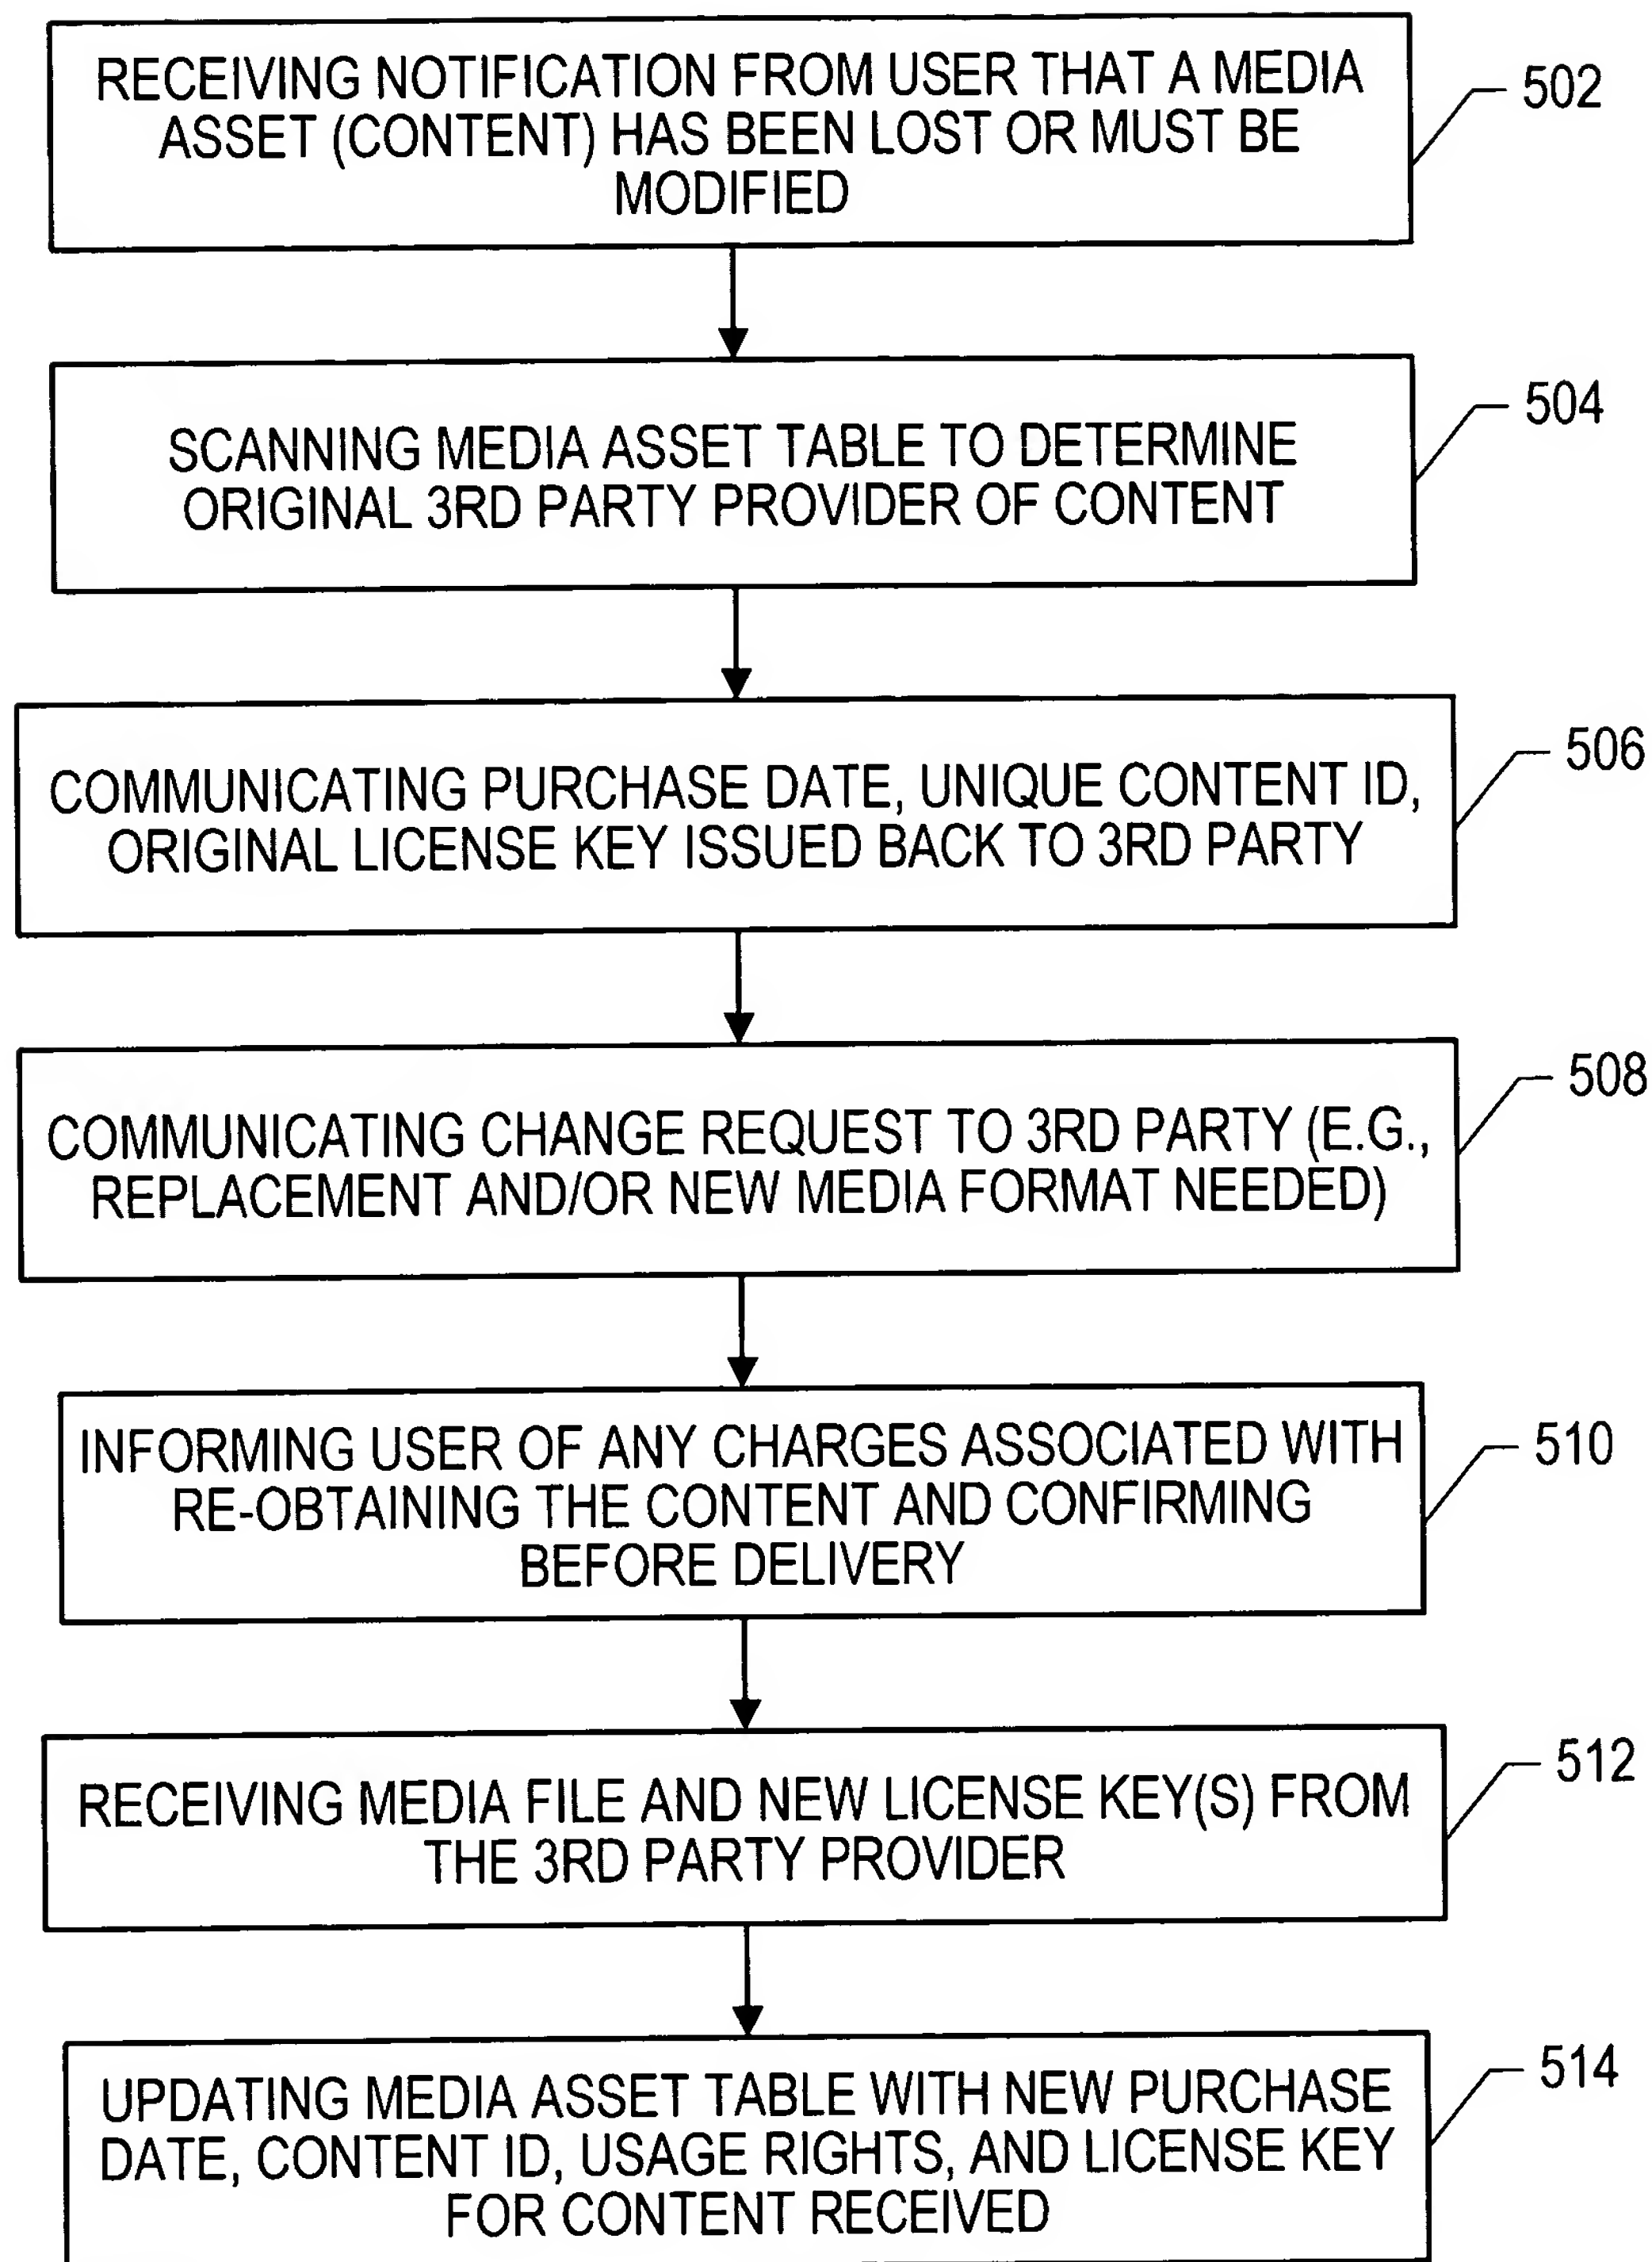 RECEIVING NOTIFICATION FROM USER THAT A MEDIA
ASSET (CONTENT) HAS BEEN LOST OR MUST BE
MODIFIED
502
SCANNING MEDIA ASSET TABLE TO DETERMINE
ORIGINAL 3RD PARTY PROVIDER OF CONTENT
504
COMMUNICATING PURCHASE DATE, UNIQUE CONTENT ID,
ORIGINAL LICENSE KEY ISSUED BACK TO 3RD PARTY
506
COMMUNICATING CHANGE REQUEST TO 3RD PARTY (E.G.,
REPLACEMENT AND/OR NEW MEDIA FORMAT NEEDED)
508
INFORMING USER OF ANY CHARGES ASSOCIATED WITH
RE-OBTAINING THE CONTENT AND CONFIRMING
BEFORE DELIVERY
510
RECEIVING MEDIA FILE AND NEW LICENSE KEY(S) FROM
THE 3RD PARTY PROVIDER
512
UPDATING MEDIA ASSET TABLE WITH NEW PURCHASE
DATE, CONTENT ID, USAGE RIGHTS, AND LICENSE KEY
FOR CONTENT RECEIVED
514